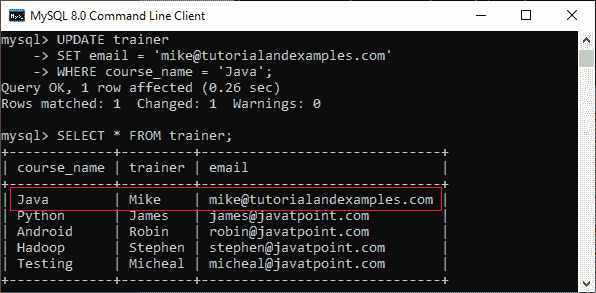 MySQL 8.0 Command Line Client
mysql> UPDATE trainer
    -> SET email = 'mike@tutorialandexamples.com'
    -> WHERE course_name = 'Java';
Query OK, 1 row affected (0.26 sec)
Rows matched: 1  Changed: 1  Warnings: 0

mysql> SELECT * FROM trainer;
+-------------+---------+------------------------------+
| course_name | trainer | email                        |
+-------------+---------+------------------------------+
| Java        | Mike    | mike@tutorialandexamples.com |
| Python      | James   | james@javatpoint.com         |
| Android     | Robin   | robin@javatpoint.com         |
| Hadoop      | Stephen | stephen@javatpoint.com       |
| Testing     | Micheal | micheal@javatpoint.com       |
+-------------+---------+------------------------------+